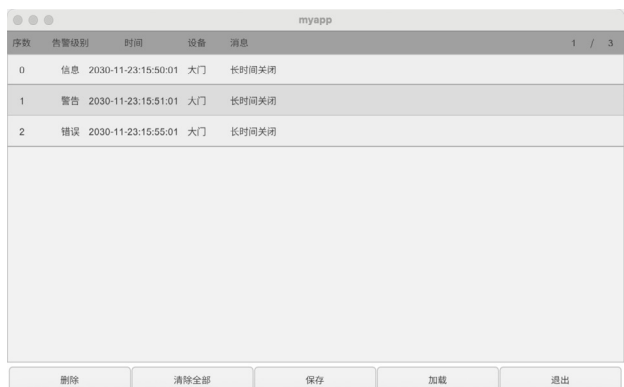 myapp
序数 告警级别 时间 设备 消息 1 / 3
0 信息 2030-11-23:15:50:01 大门 长时间关闭
1 警告 2030-11-23:15:51:01 大门 长时间关闭
2 错误 2030-11-23:15:55:01 大门 长时间关闭
删除 清除全部 保存 加载 退出